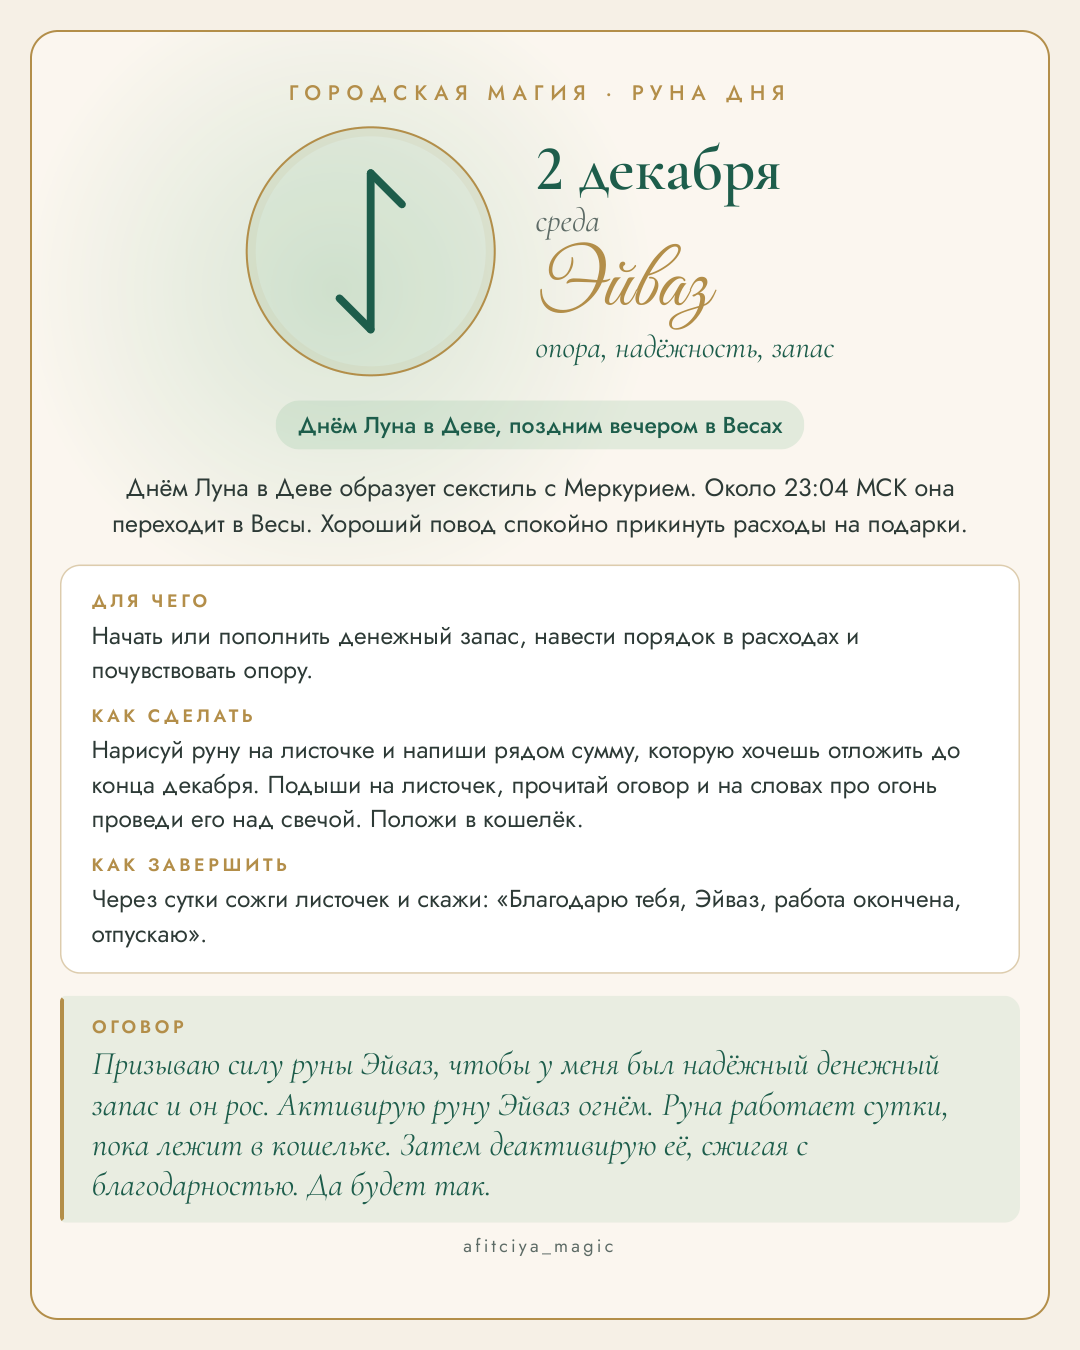 ГОРОДСКАЯ МАГИЯ · РУНА ДНЯ
2 декабря
среда
Эйваз
опора, надёжность, запас
Днём Луна в Деве, поздним вечером в Весах
Днём Луна в Деве образует секстиль с Меркурием. Около 23:04 МСК она
переходит в Весы. Хороший повод спокойно прикинуть расходы на подарки.
ДЛЯ ЧЕГО
Начать или пополнить денежный запас, навести порядок в расходах и
почувствовать опору.
КАК СДЕЛАТЬ
Нарисуй руну на листочке и напиши рядом сумму, которую хочешь отложить до
конца декабря. Подыши на листочек, прочитай оговор и на словах про огонь
проведи его над свечой. Положи в кошелёк.
КАК ЗАВЕРШИТЬ
Через сутки сожги листочек и скажи: «Благодарю тебя, Эйваз, работа окончена,
отпускаю».
ОГОВОР
Призываю силу руны Эйваз, чтобы у меня был надёжный денежный
запас и он рос. Активирую руну Эйваз огнём. Руна работает сутки,
пока лежит в кошельке. Затем деактивирую её, сжигая с
благодарностью. Да будет так.
afitciya_magic